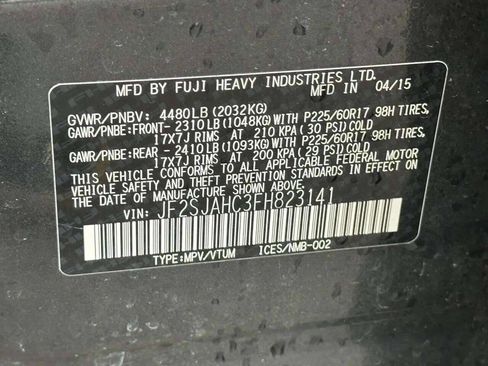 MFD BY FUJI HEAVY INDUSTRIES LTD. IN 04/15
GVWR/PNBV: 4480LB(2032KG)
GAWR/PNBE:FRONT- 2310LB(1048KG)WITH P225/60R17 98H TIRES,
17X7J RIMS AT 210 KPA (30 PSI)COLD
GAWR/PNBE:REAR - 2410LB(1093KG)WITH P225/60R17 98H TIRES,
17X7J RIMS AT 200 KPA (29 PSI)COLD
THIS VEHICLE CONFORMS TO ALL APPLICABLE FEDERAL MOTOR
VEHICLE SAFETY AND THEFT PREVENTION STANDARDS IN EFFECT ON
THE DATE OF MANUFACTURE SHOWN ABOVE.
VIN: JF2SJAHC3FH823141
TYPE:MPV/VTUM ICES/NMB-002